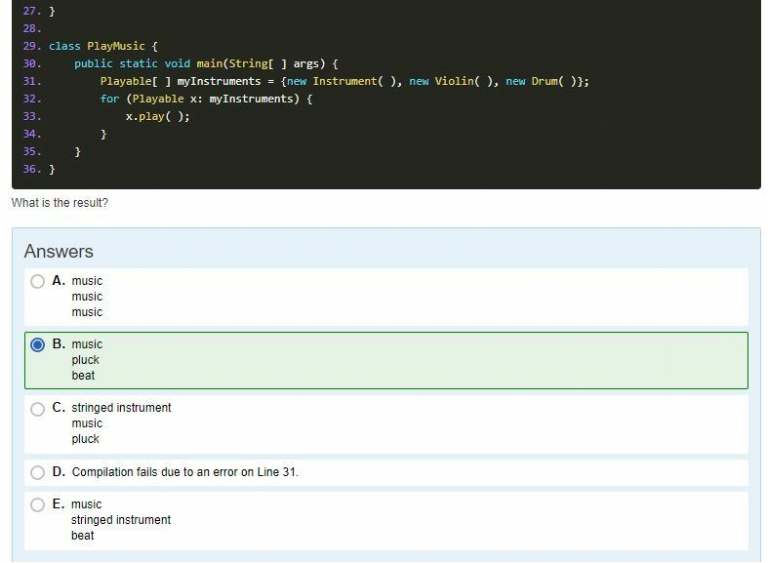 27. }
28.
29. class PlayMusic {
30. public static void main(String[ ] args) {
31. Playable[ ] myInstruments = {new Instrument( ), new Violin( ), new Drum( )};
32. for (Playable x: myInstruments) {
33. x.play( );
34. }
35. }
36. }
What is the result?
Answers
A. music
music
music
B. music
pluck
beat
C. stringed instrument
music
pluck
D. Compilation fails due to an error on Line 31.
E. music
stringed instrument
beat